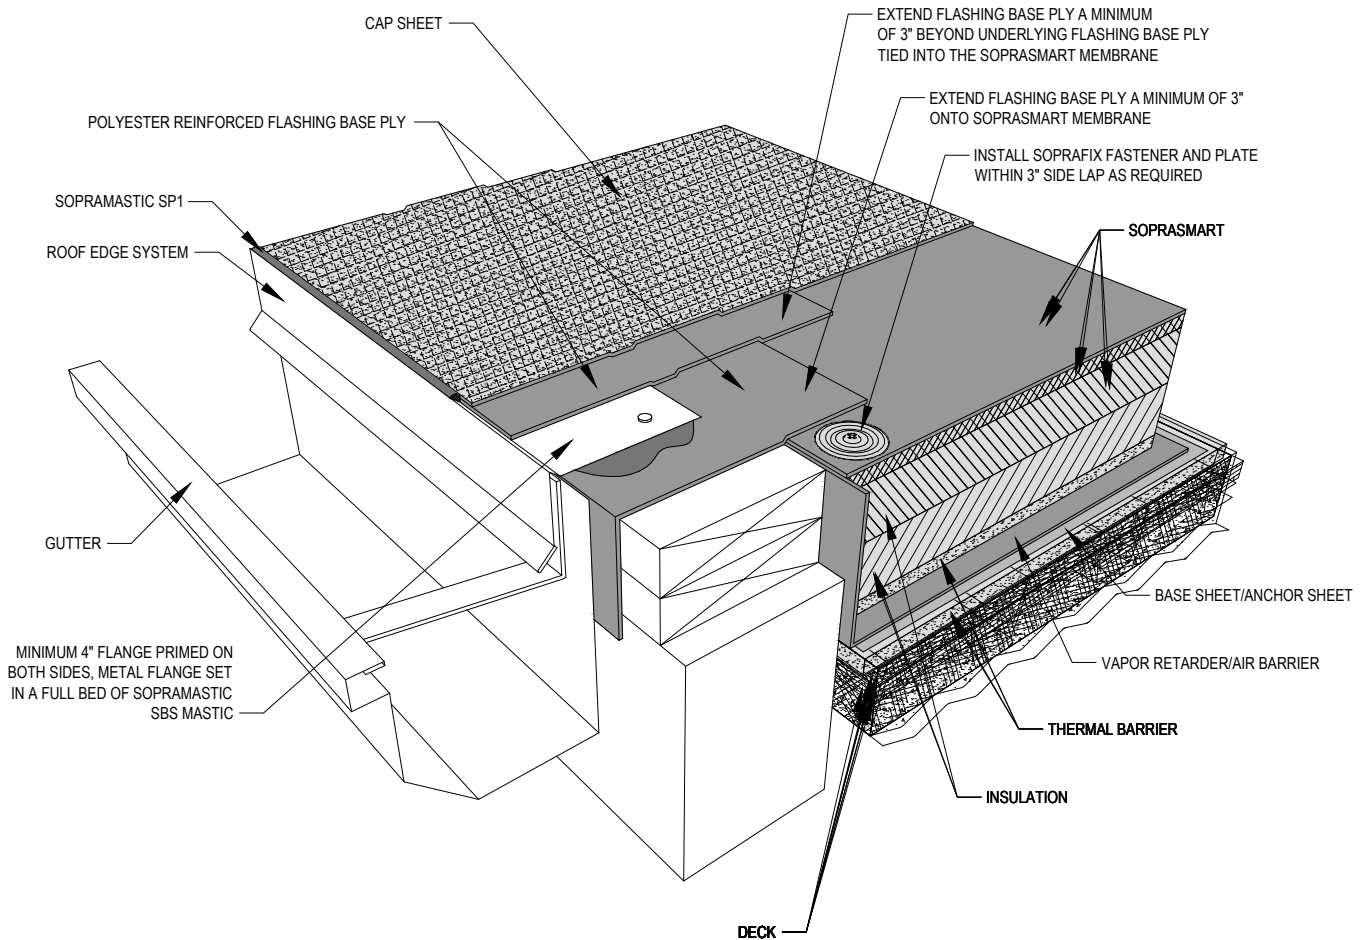 CAP SHEET
EXTEND FLASHING BASE PLY A MINIMUM
OF 3" BEYOND UNDERLYING FLASHING BASE PLY
TIED INTO THE SOPRASMART MEMBRANE
POLYESTER REINFORCED FLASHING BASE PLY
EXTEND FLASHING BASE PLY A MINIMUM OF 3"
ONTO SOPRASMART MEMBRANE
INSTALL SOPRAFIX FASTENER AND PLATE
WITHIN 3" SIDE LAP AS REQUIRED
SOPRAMASTIC SP1
SOPRASMART
ROOF EDGE SYSTEM
GUTTER
BASE SHEET/ANCHOR SHEET
MINIMUM 4" FLANGE PRIMED ON
BOTH SIDES, METAL FLANGE SET
IN A FULL BED OF SOPRAMASTIC
SBS MASTIC
VAPOR RETARDER/AIR BARRIER
THERMAL BARRIER
INSULATION
DECK